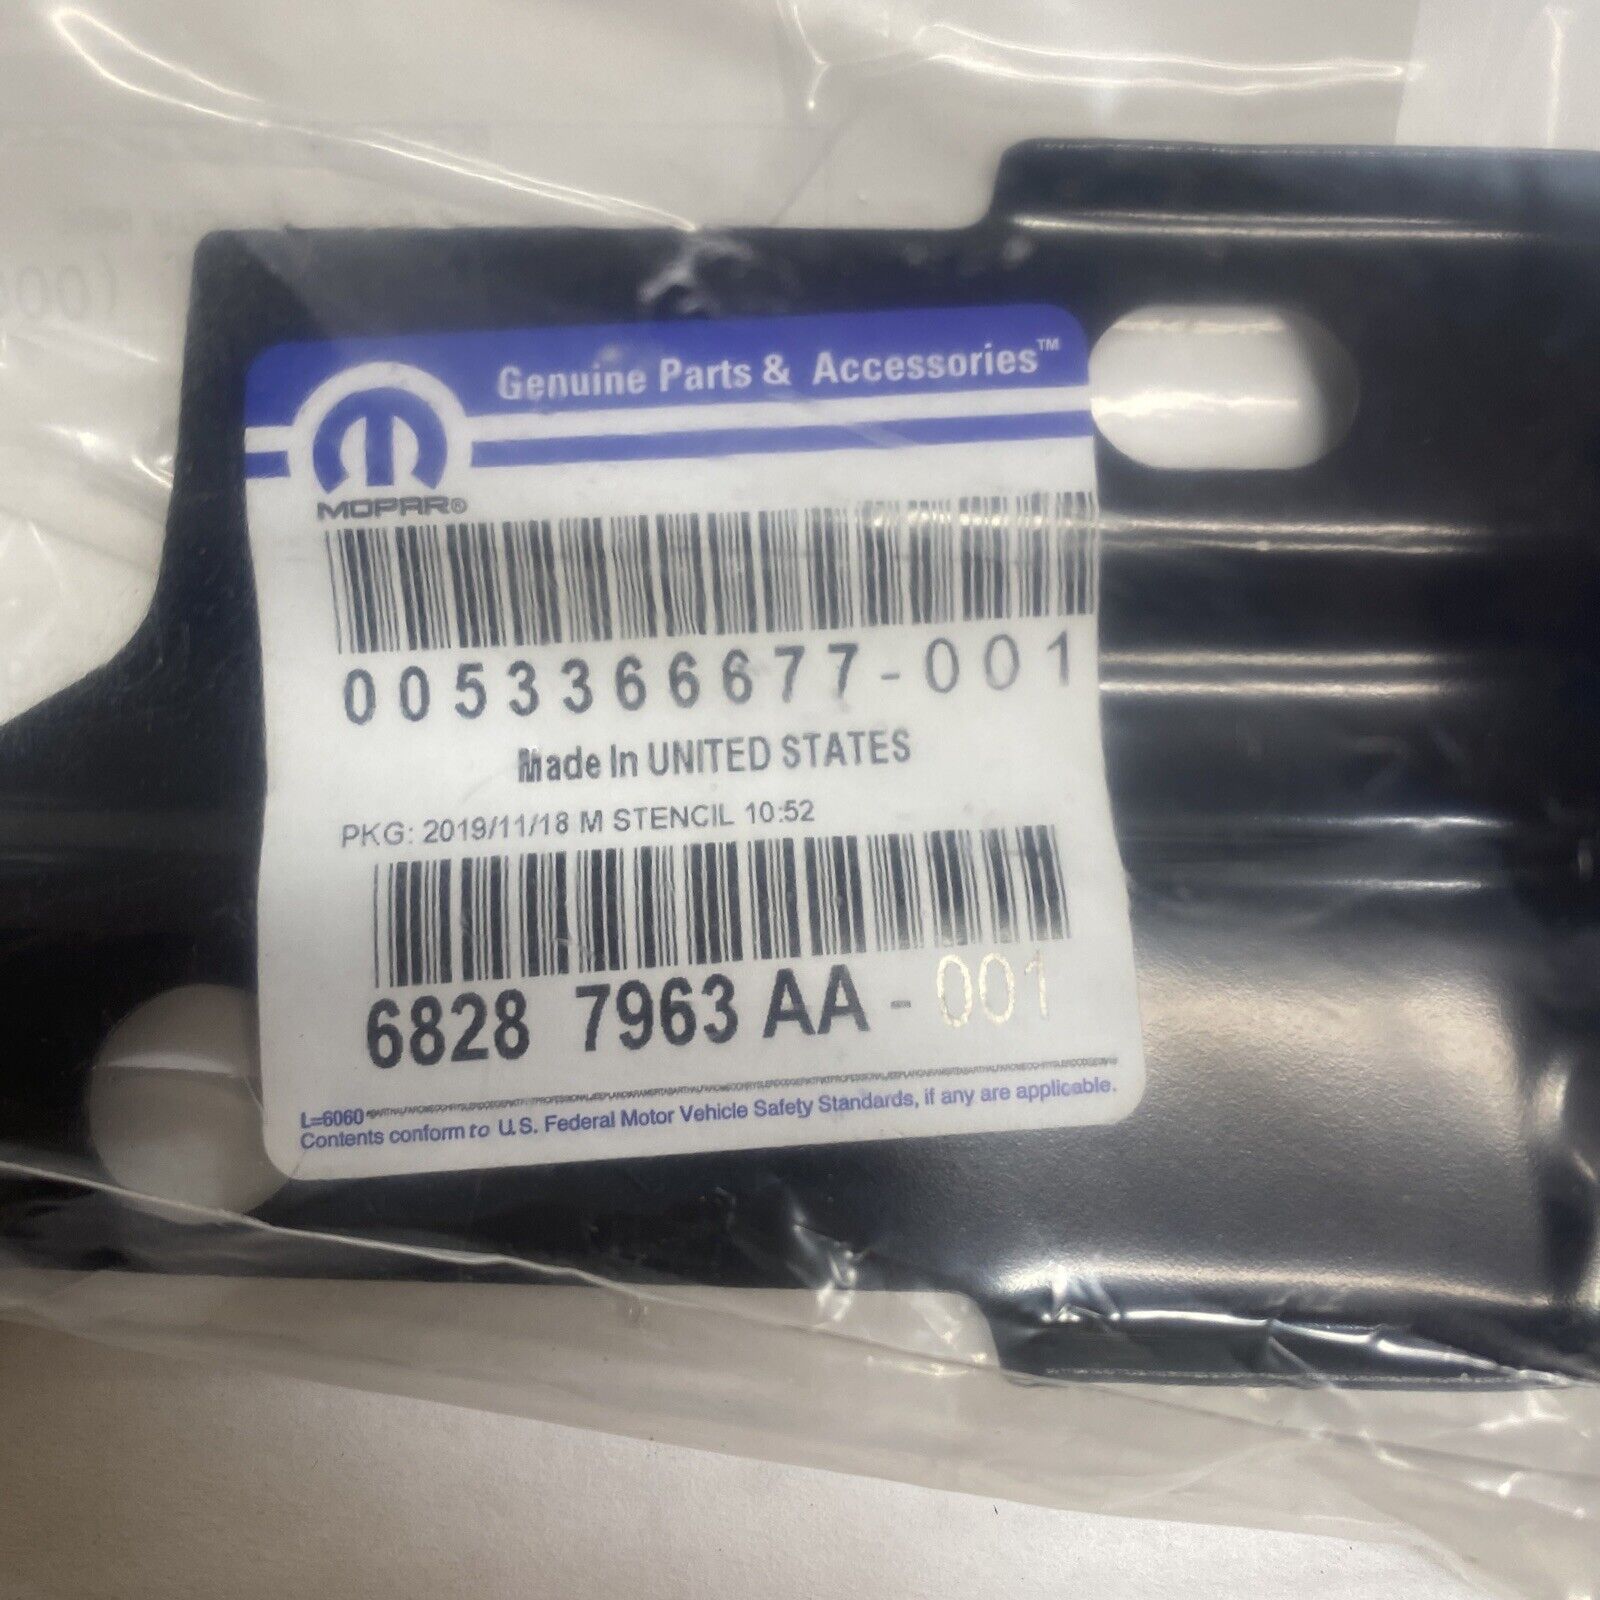 Genuine Parts & Accessories™
MOPAR®
0053366677-001
Made In UNITED STATES
PKG: 2019/11/18 M STENCIL 10:52
6828 7963 AA - 001
L=6060
Contents conform to U.S. Federal Motor Vehicle Safety Standards, if any are applicable.